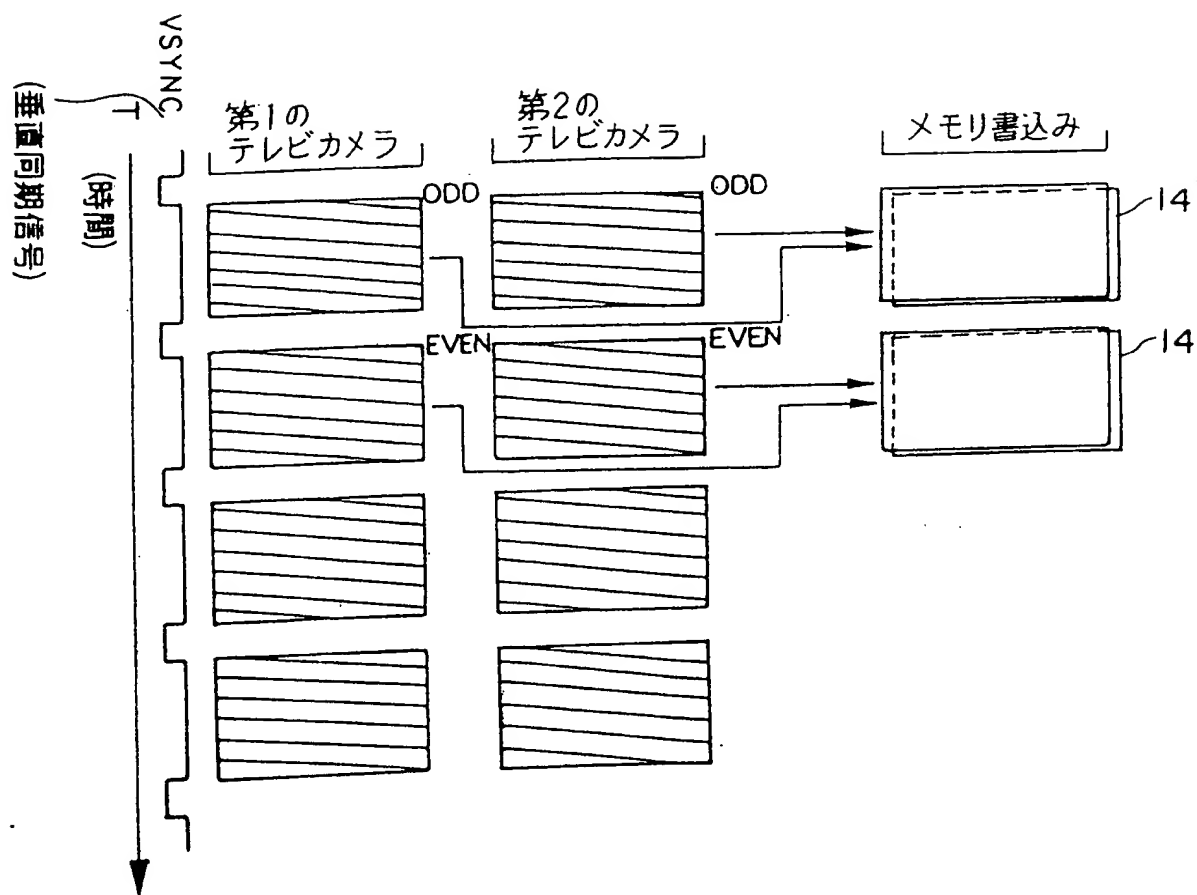 VSYNC
(垂直同期信号)
T
(時間)
第1の
テレビカメラ
第2の
テレビカメラ
メモリ書込み
ODD
ODD
14
EVEN
EVEN
14